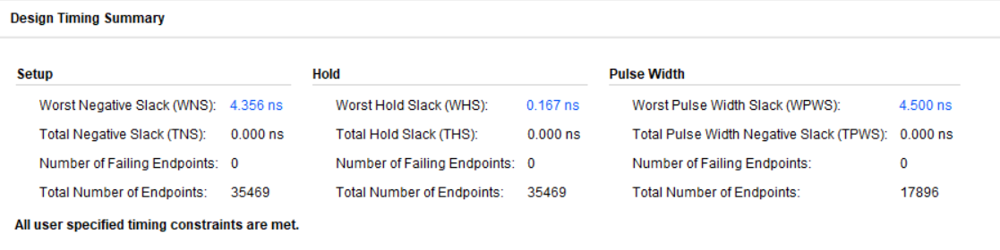 Design Timing Summary
Setup Hold Pulse Width
Worst Negative Slack (WNS): 4.356 ns Worst Hold Slack (WHS): 0.167 ns Worst Pulse Width Slack (WPWS): 4.500 ns
Total Negative Slack (TNS): 0.000 ns Total Hold Slack (THS): 0.000 ns Total Pulse Width Negative Slack (TPWS): 0.000 ns
Number of Failing Endpoints: 0 Number of Failing Endpoints: 0 Number of Failing Endpoints: 0
Total Number of Endpoints: 35469 Total Number of Endpoints: 35469 Total Number of Endpoints: 17896
All user specified timing constraints are met.